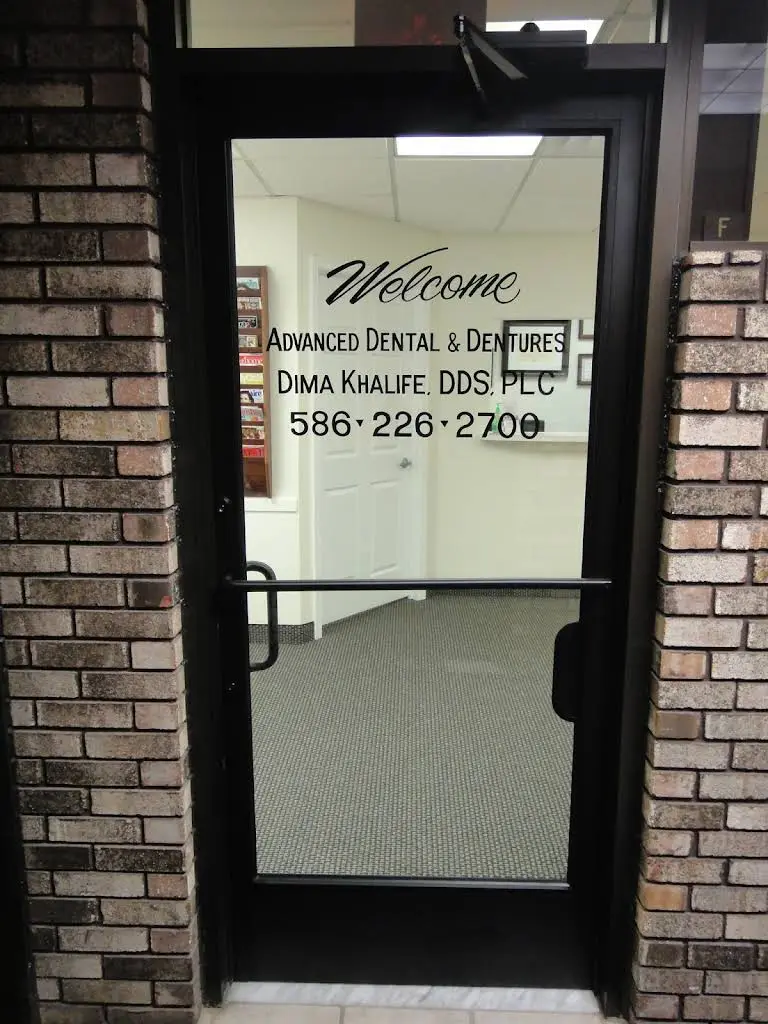 Welcome
ADVANCED DENTAL & DENTURES
DIMA KHALIFE, DDS, PLC
586 · 226 · 2700
F